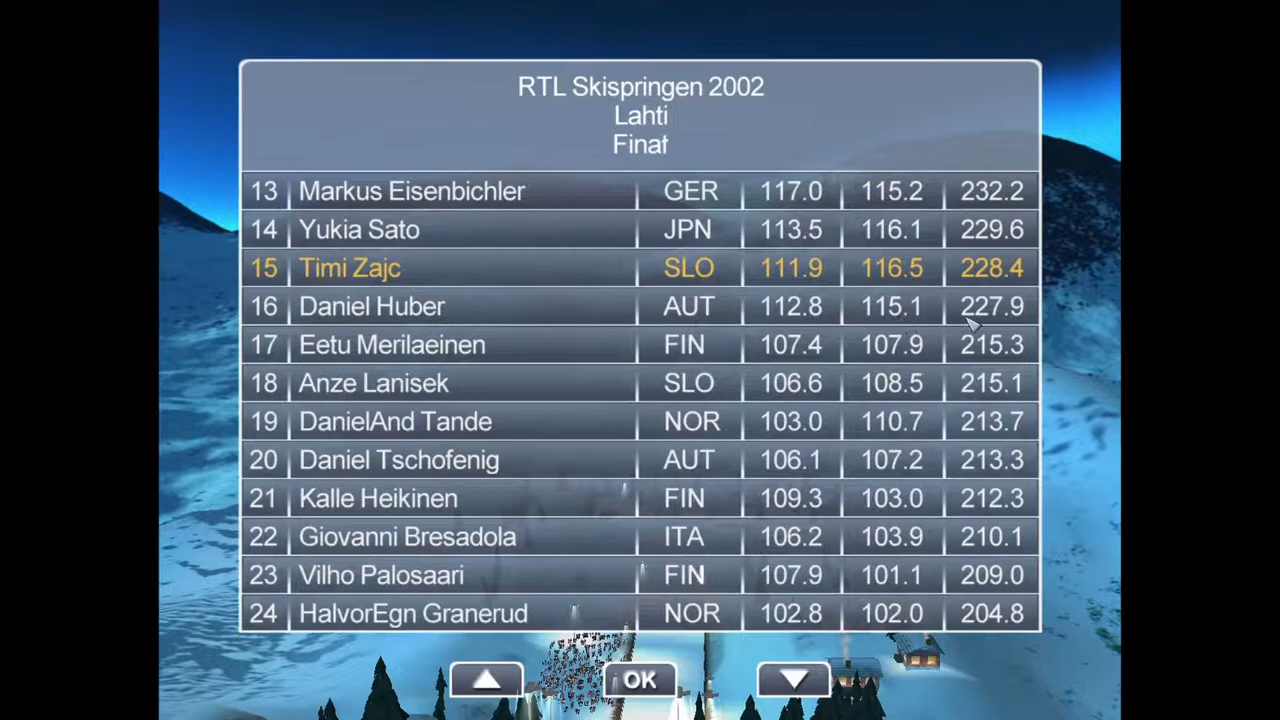 RTL Skispringen 2002
Lahti
Finał
13 Markus Eisenbichler GER 117.0 115.2 232.2
14 Yukia Sato JPN 113.5 116.1 229.6
15 Timi Zajc SLO 111.9 116.5 228.4
16 Daniel Huber AUT 112.8 115.1 227.9
17 Eetu Merilaeinen FIN 107.4 107.9 215.3
18 Anze Lanisek SLO 106.6 108.5 215.1
19 DanielAnd Tande NOR 103.0 110.7 213.7
20 Daniel Tschofenig AUT 106.1 107.2 213.3
21 Kalle Heikinen FIN 109.3 103.0 212.3
22 Giovanni Bresadola ITA 106.2 103.9 210.1
23 Vilho Palosaari FIN 107.9 101.1 209.0
24 HalvorEgn Granerud NOR 102.8 102.0 204.8
OK